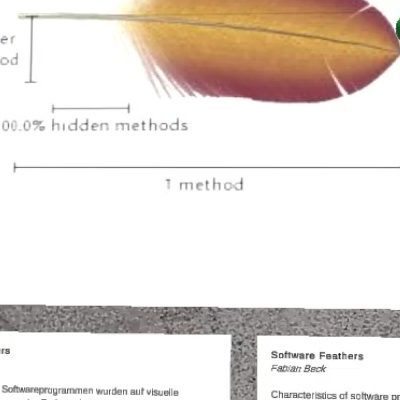 er
od
00.0% hidden methods
1 method
rs
Software Feathers
Fabian Beck
Softwareprogrammen wurden auf visuelle
Characteristics of software pr